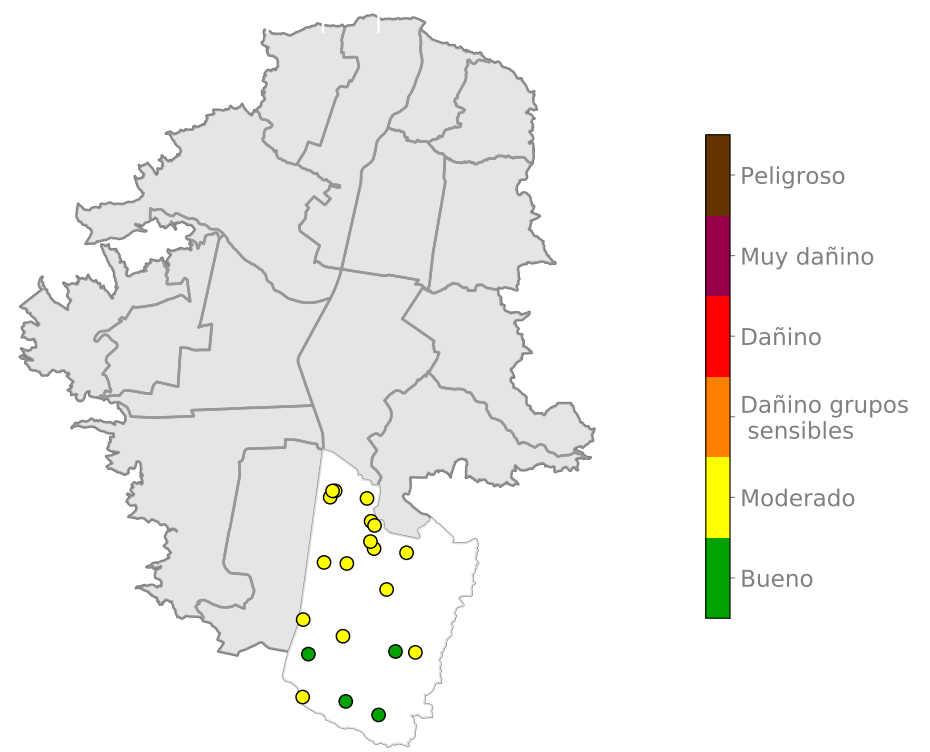 Peligroso
Muy dañino
Dañino
Dañino grupos
sensibles
Moderado
Bueno